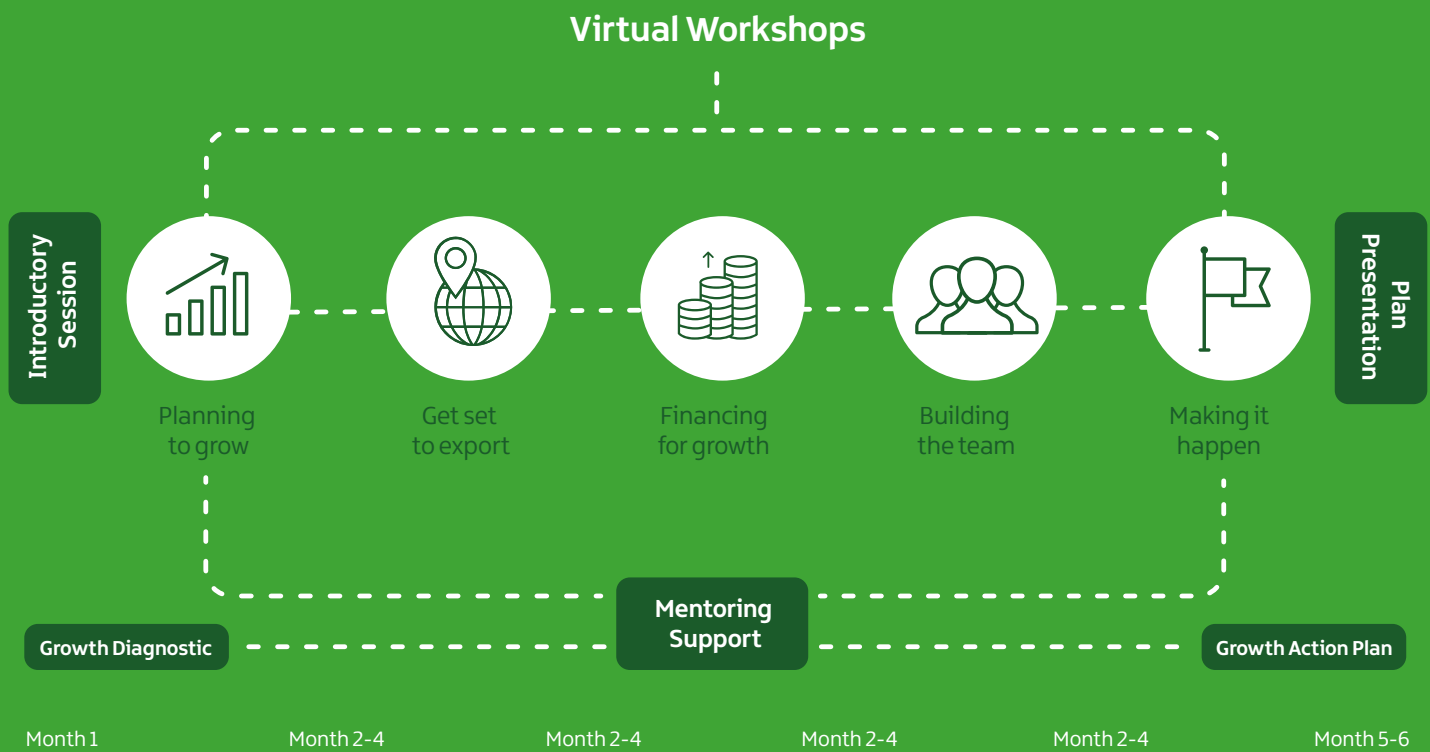 Virtual Workshops
Introductory
Session
Planning
to grow
Get set
to export
Financing
for growth
Building
the team
Making it
happen
Plan
Presentation
Mentoring
Support
Growth Diagnostic
Growth Action Plan
Month 1
Month 2-4
Month 2-4
Month 2-4
Month 2-4
Month 5-6